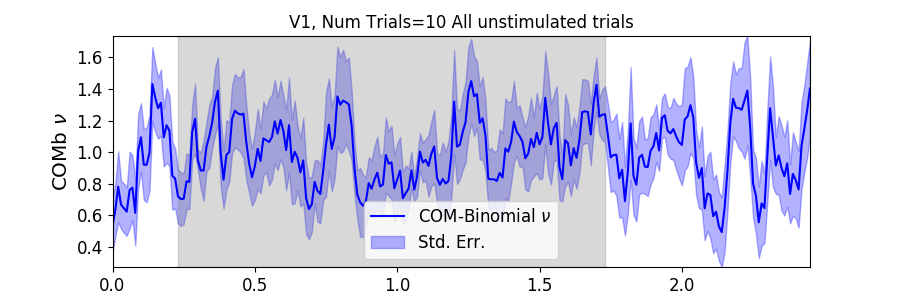 V1, Num Trials=10 All unstimulated trials
COMb ν
1.6
1.4
1.2
1.0
0.8
0.6
0.4
COM-Binomial ν
Std. Err.
0.0 0.5 1.0 1.5 2.0